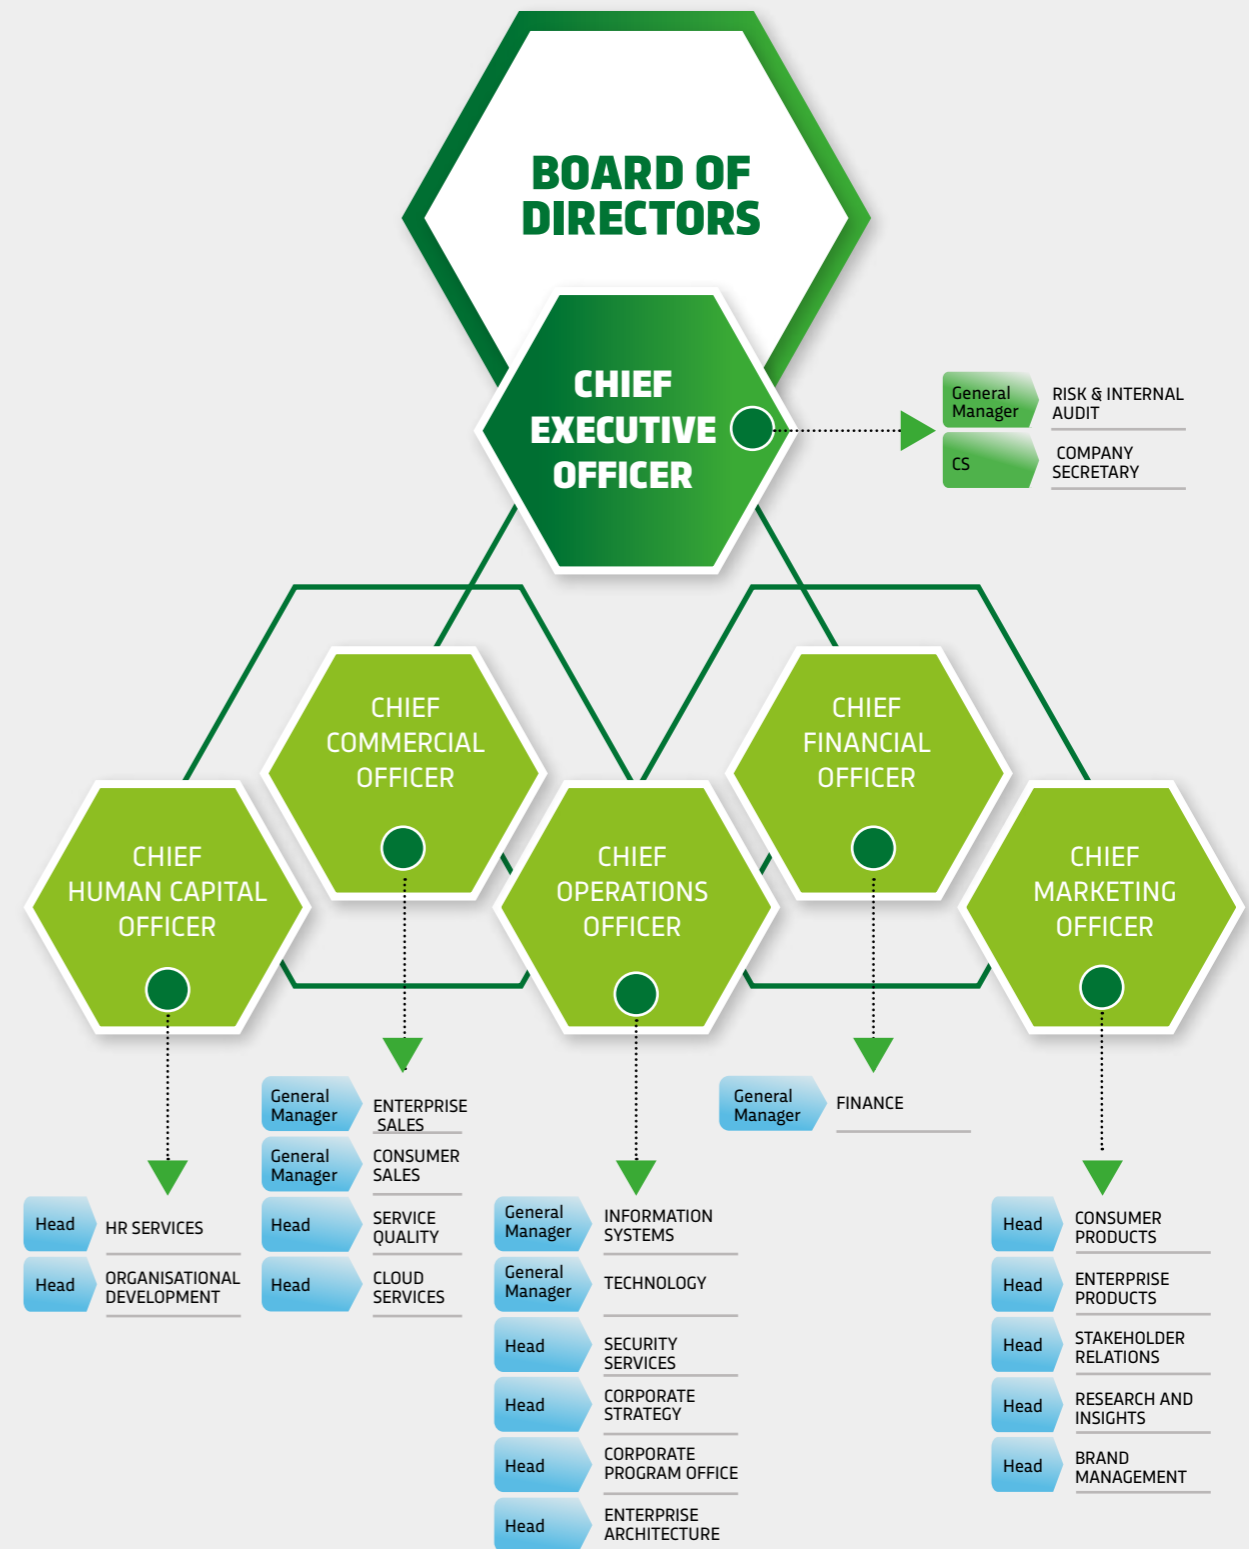 BOARD OF
DIRECTORS
CHIEF
EXECUTIVE
OFFICER
General
Manager
RISK & INTERNAL
AUDIT
CS
COMPANY
SECRETARY
CHIEF
COMMERCIAL
OFFICER
CHIEF
FINANCIAL
OFFICER
CHIEF
HUMAN CAPITAL
OFFICER
CHIEF
OPERATIONS
OFFICER
CHIEF
MARKETING
OFFICER
Head
HR SERVICES
Head
ORGANISATIONAL
DEVELOPMENT
General
Manager
ENTERPRISE
SALES
General
Manager
CONSUMER
SALES
Head
SERVICE
QUALITY
Head
CLOUD
SERVICES
General
Manager
INFORMATION
SYSTEMS
General
Manager
TECHNOLOGY
Head
SECURITY
SERVICES
Head
CORPORATE
STRATEGY
Head
CORPORATE
PROGRAM OFFICE
Head
ENTERPRISE
ARCHITECTURE
General
Manager
FINANCE
Head
CONSUMER
PRODUCTS
Head
ENTERPRISE
PRODUCTS
Head
STAKEHOLDER
RELATIONS
Head
RESEARCH AND
INSIGHTS
Head
BRAND
MANAGEMENT